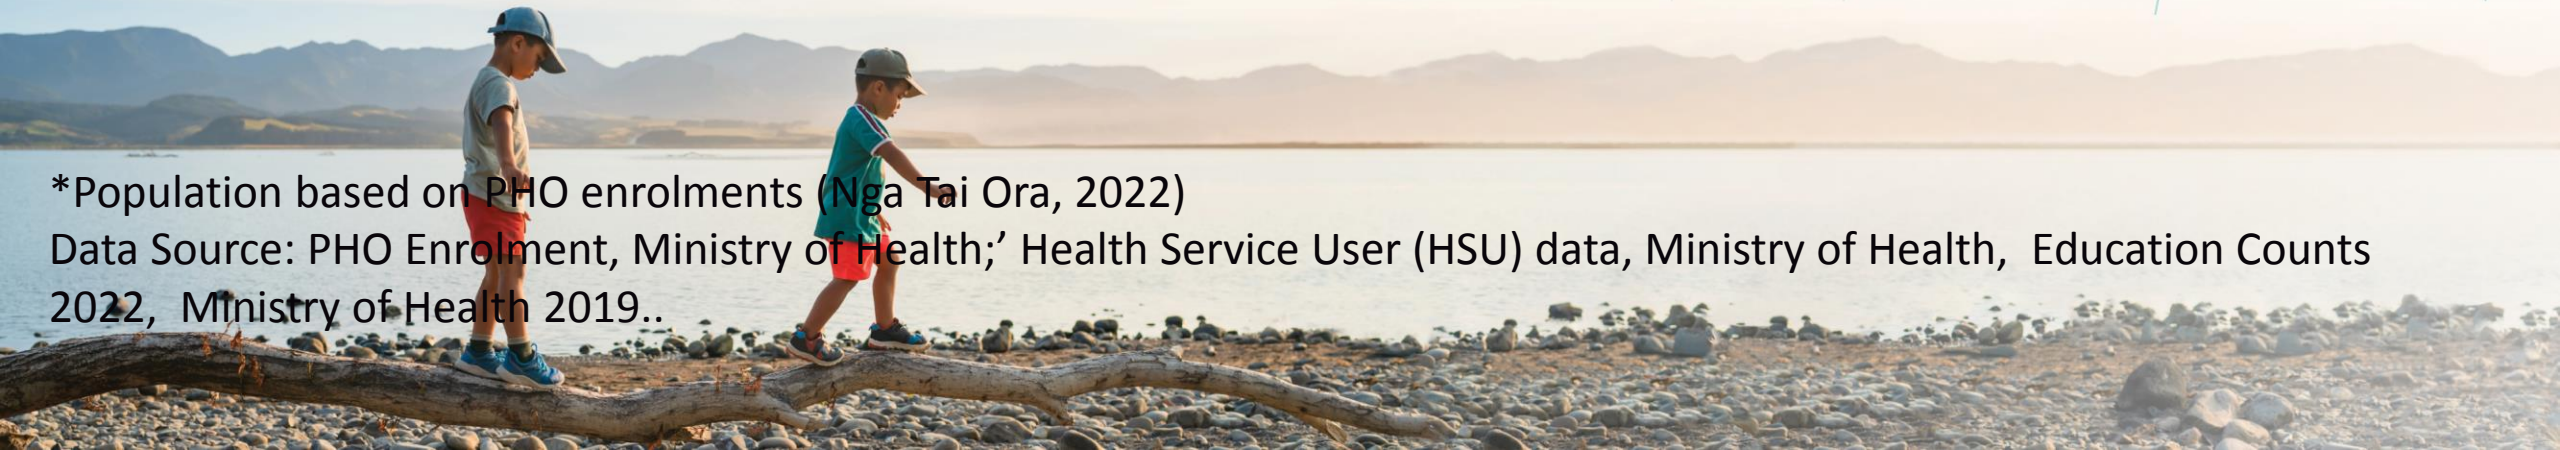 *Population based on PHO enrolments (Nga Tai Ora, 2022)
Data Source: PHO Enrolment, Ministry of Health;’ Health Service User (HSU) data, Ministry of Health,  Education Counts
2022,  Ministry of Health 2019..